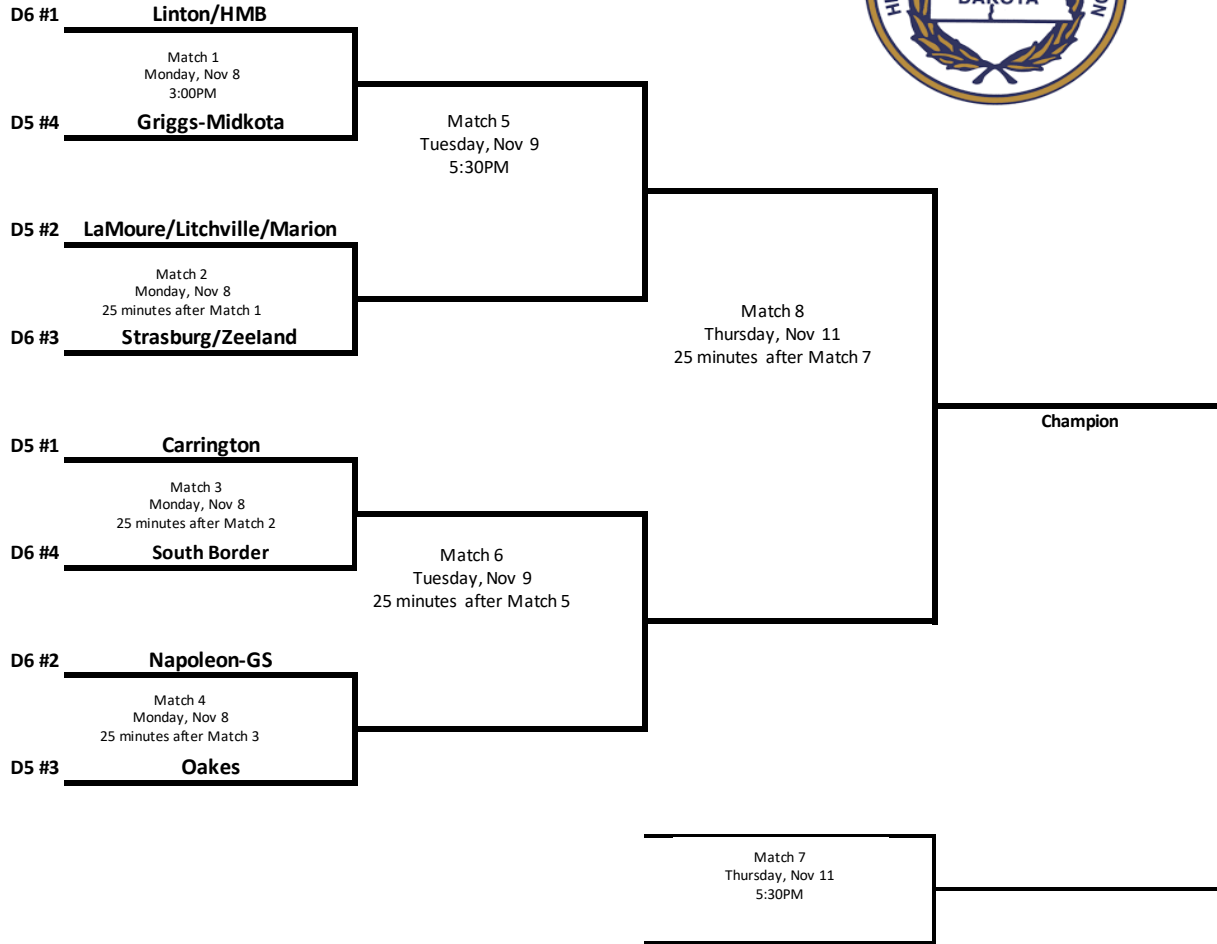 D6 #1 Linton/HMB
Match 1
Monday, Nov 8
3:00PM
D5 #4 Griggs-Midkota
Match 5
Tuesday, Nov 9
5:30PM
D5 #2 LaMoure/Litchville/Marion
Match 2
Monday, Nov 8
25 minutes after Match 1
D6 #3 Strasburg/Zeeland
Match 8
Thursday, Nov 11
25 minutes after Match 7
Champion
D5 #1 Carrington
Match 3
Monday, Nov 8
25 minutes after Match 2
D6 #4 South Border
Match 6
Tuesday, Nov 9
25 minutes after Match 5
D6 #2 Napoleon-GS
Match 4
Monday, Nov 8
25 minutes after Match 3
D5 #3 Oakes
Match 7
Thursday, Nov 11
5:30PM
DAKOTA